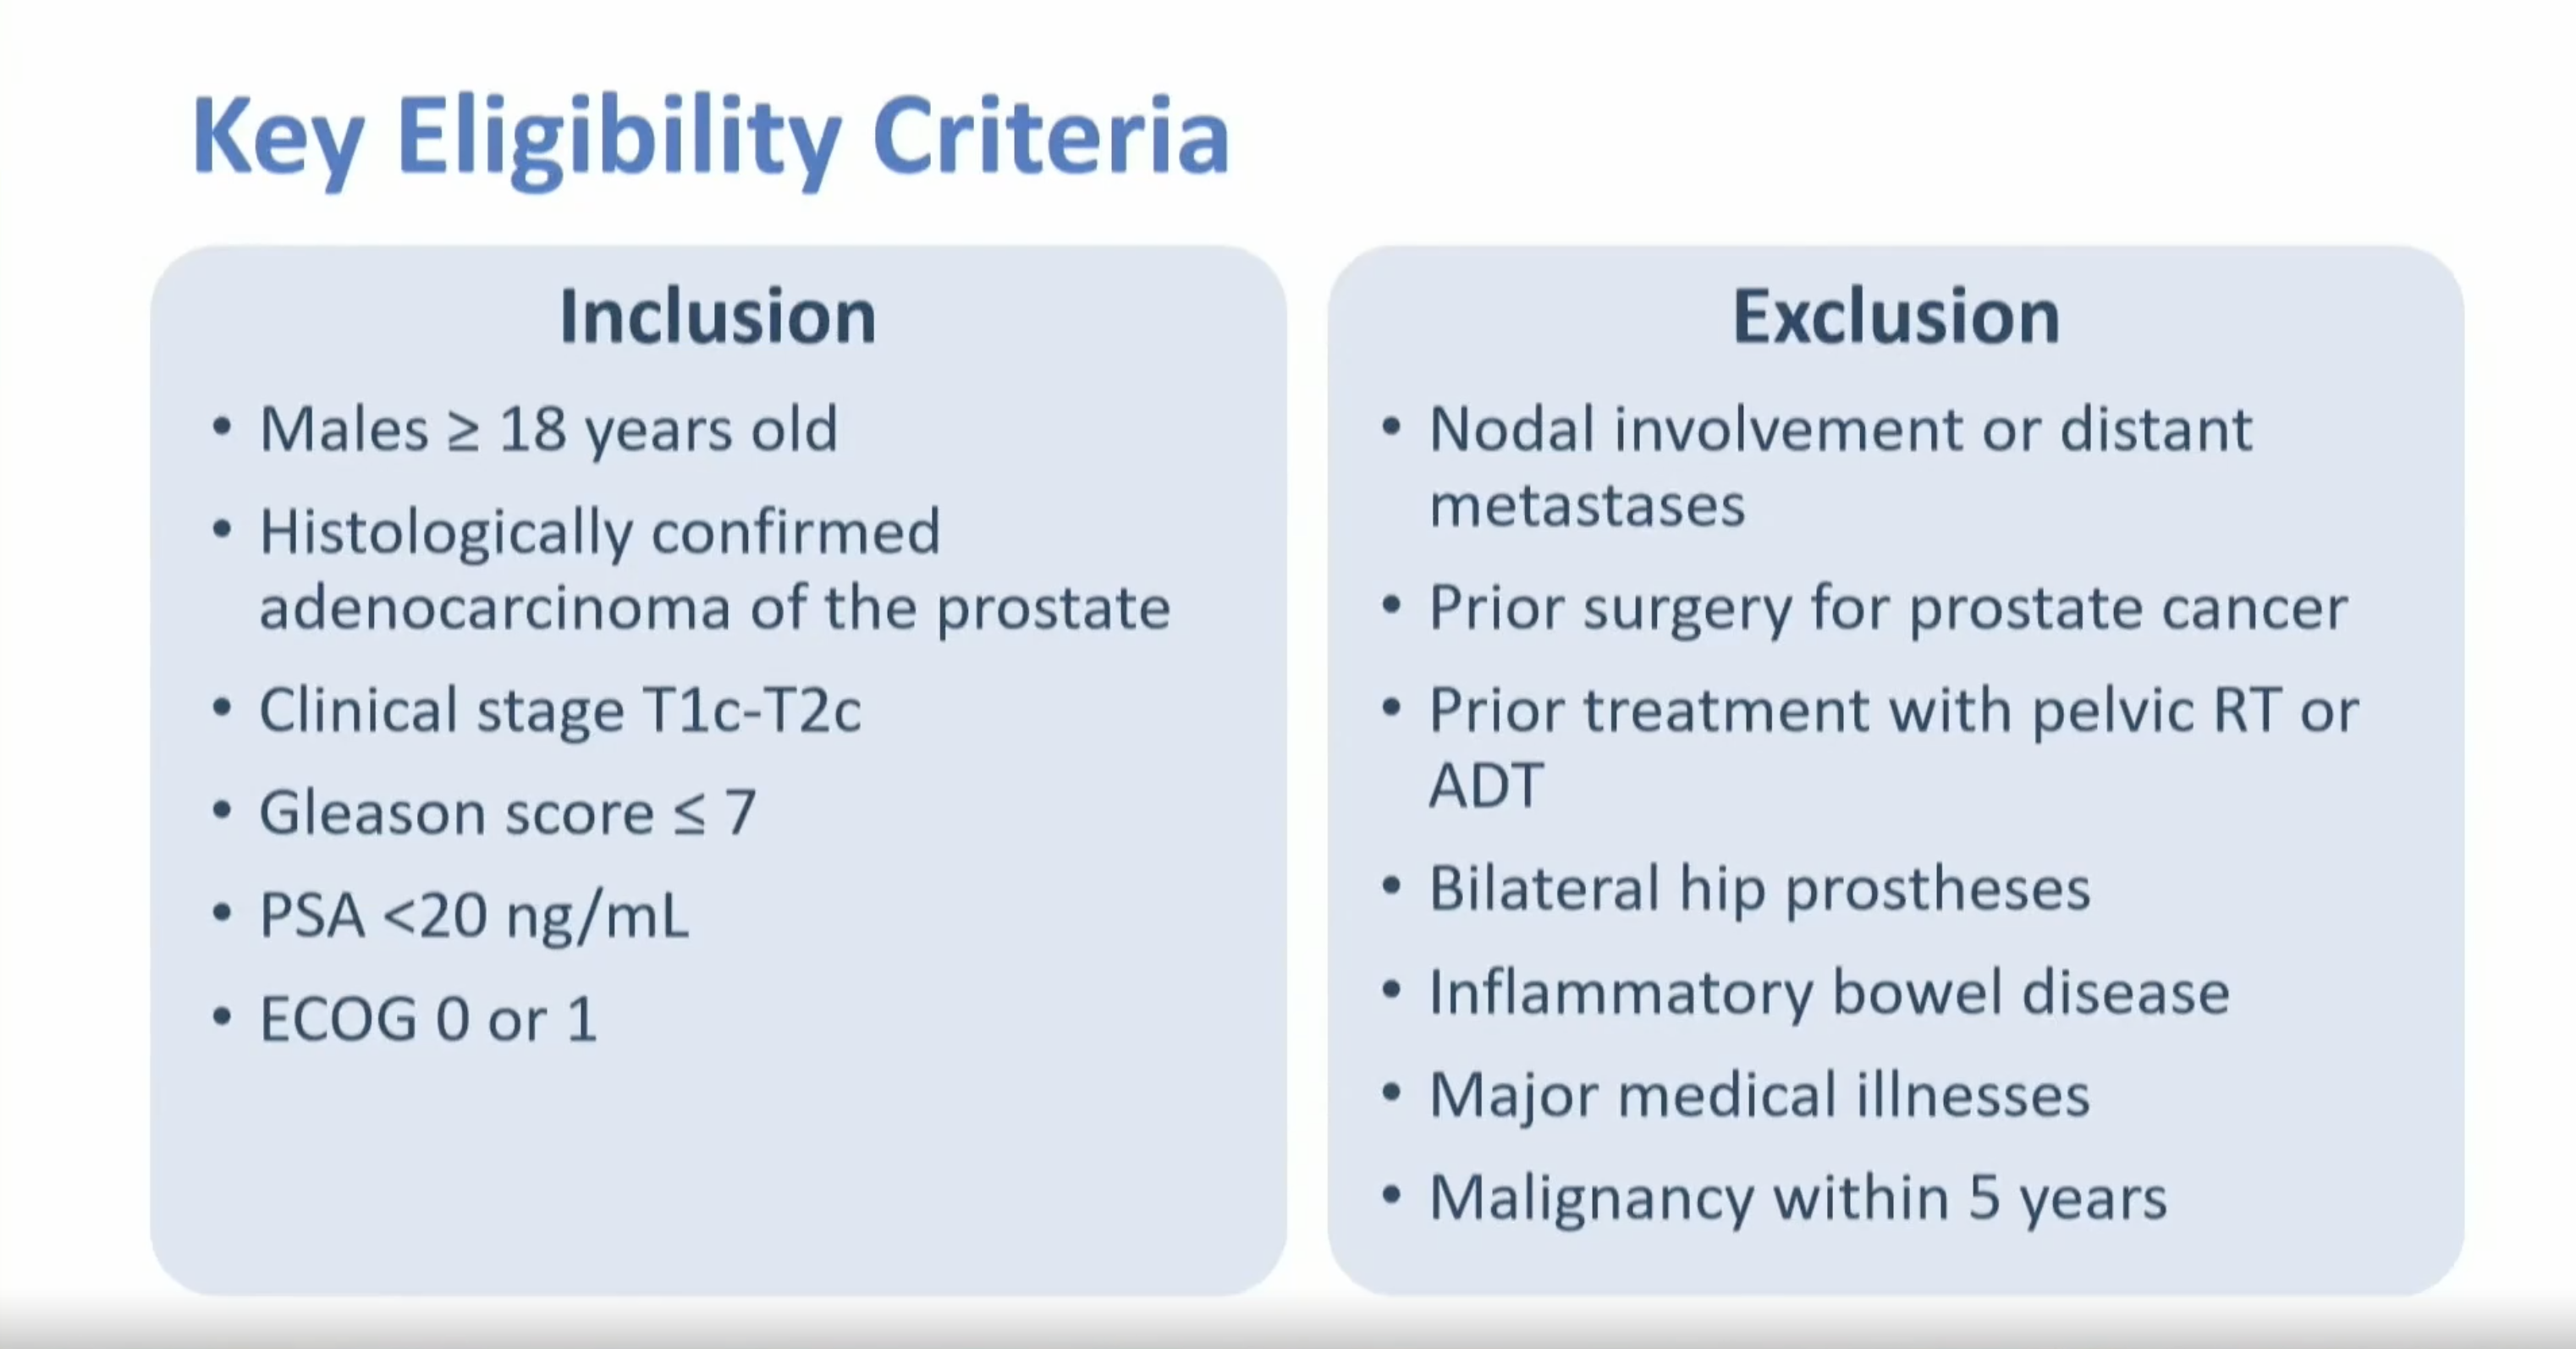 Key Eligibility Criteria
Inclusion
• Males ≥ 18 years old
• Histologically confirmed
adenocarcinoma of the prostate
• Clinical stage T1c-T2c
• Gleason score ≤ 7
• PSA <20 ng/mL
• ECOG 0 or 1
Exclusion
• Nodal involvement or distant
metastases
• Prior surgery for prostate cancer
• Prior treatment with pelvic RT or
ADT
• Bilateral hip prostheses
• Inflammatory bowel disease
• Major medical illnesses
• Malignancy within 5 years